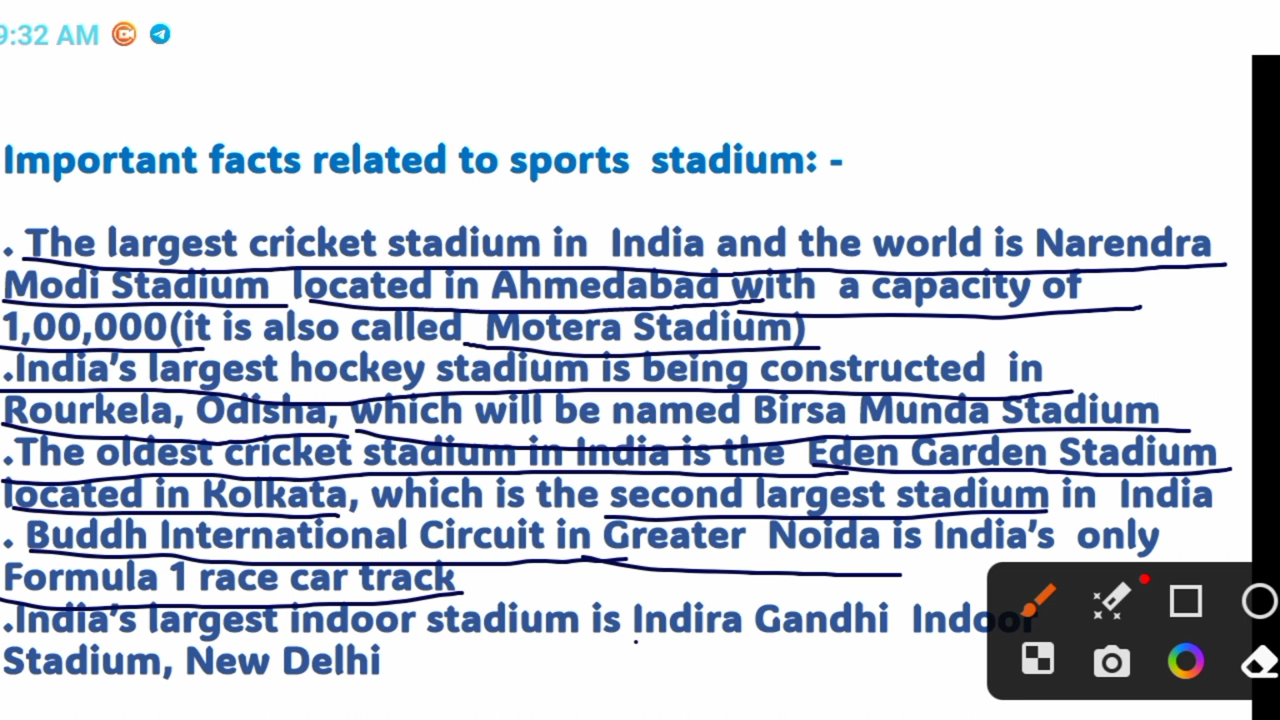 9:32 AM
Important facts related to sports stadium: -
. The largest cricket stadium in India and the world is Narendra
Modi Stadium located in Ahmedabad with a capacity of
1,00,000(it is also called Motera Stadium)
.India’s largest hockey stadium is being constructed in
Rourkela, Odisha, which will be named Birsa Munda Stadium
.The oldest cricket stadium in India is the Eden Garden Stadium
located in Kolkata, which is the second largest stadium in India
. Buddh International Circuit in Greater Noida is India’s only
Formula 1 race car track
.India’s largest indoor stadium is Indira Gandhi Indoor
Stadium, New Delhi